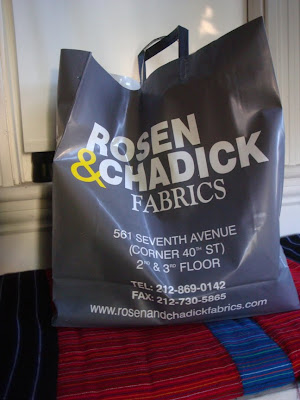 ROSEN
&CHADICK
FABRICS
561 SEVENTH AVENUE
(CORNER 40TH ST)
2ND & 3RD FLOOR
TEL: 212-869-0142
FAX: 212-730-5865
www.rosenandchadickfabrics.com